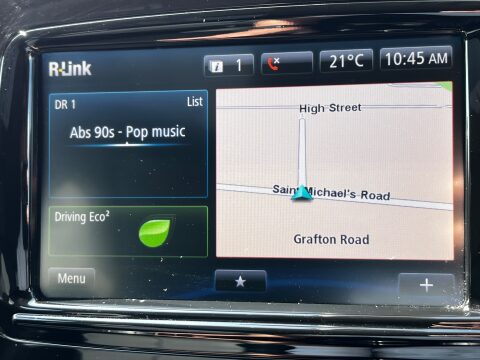 R-Link
1
21°C
10:45 AM
DR 1
List
Abs 90s - Pop music
High Street
Saint Michael's Road
Grafton Road
Driving Eco²
Menu
+